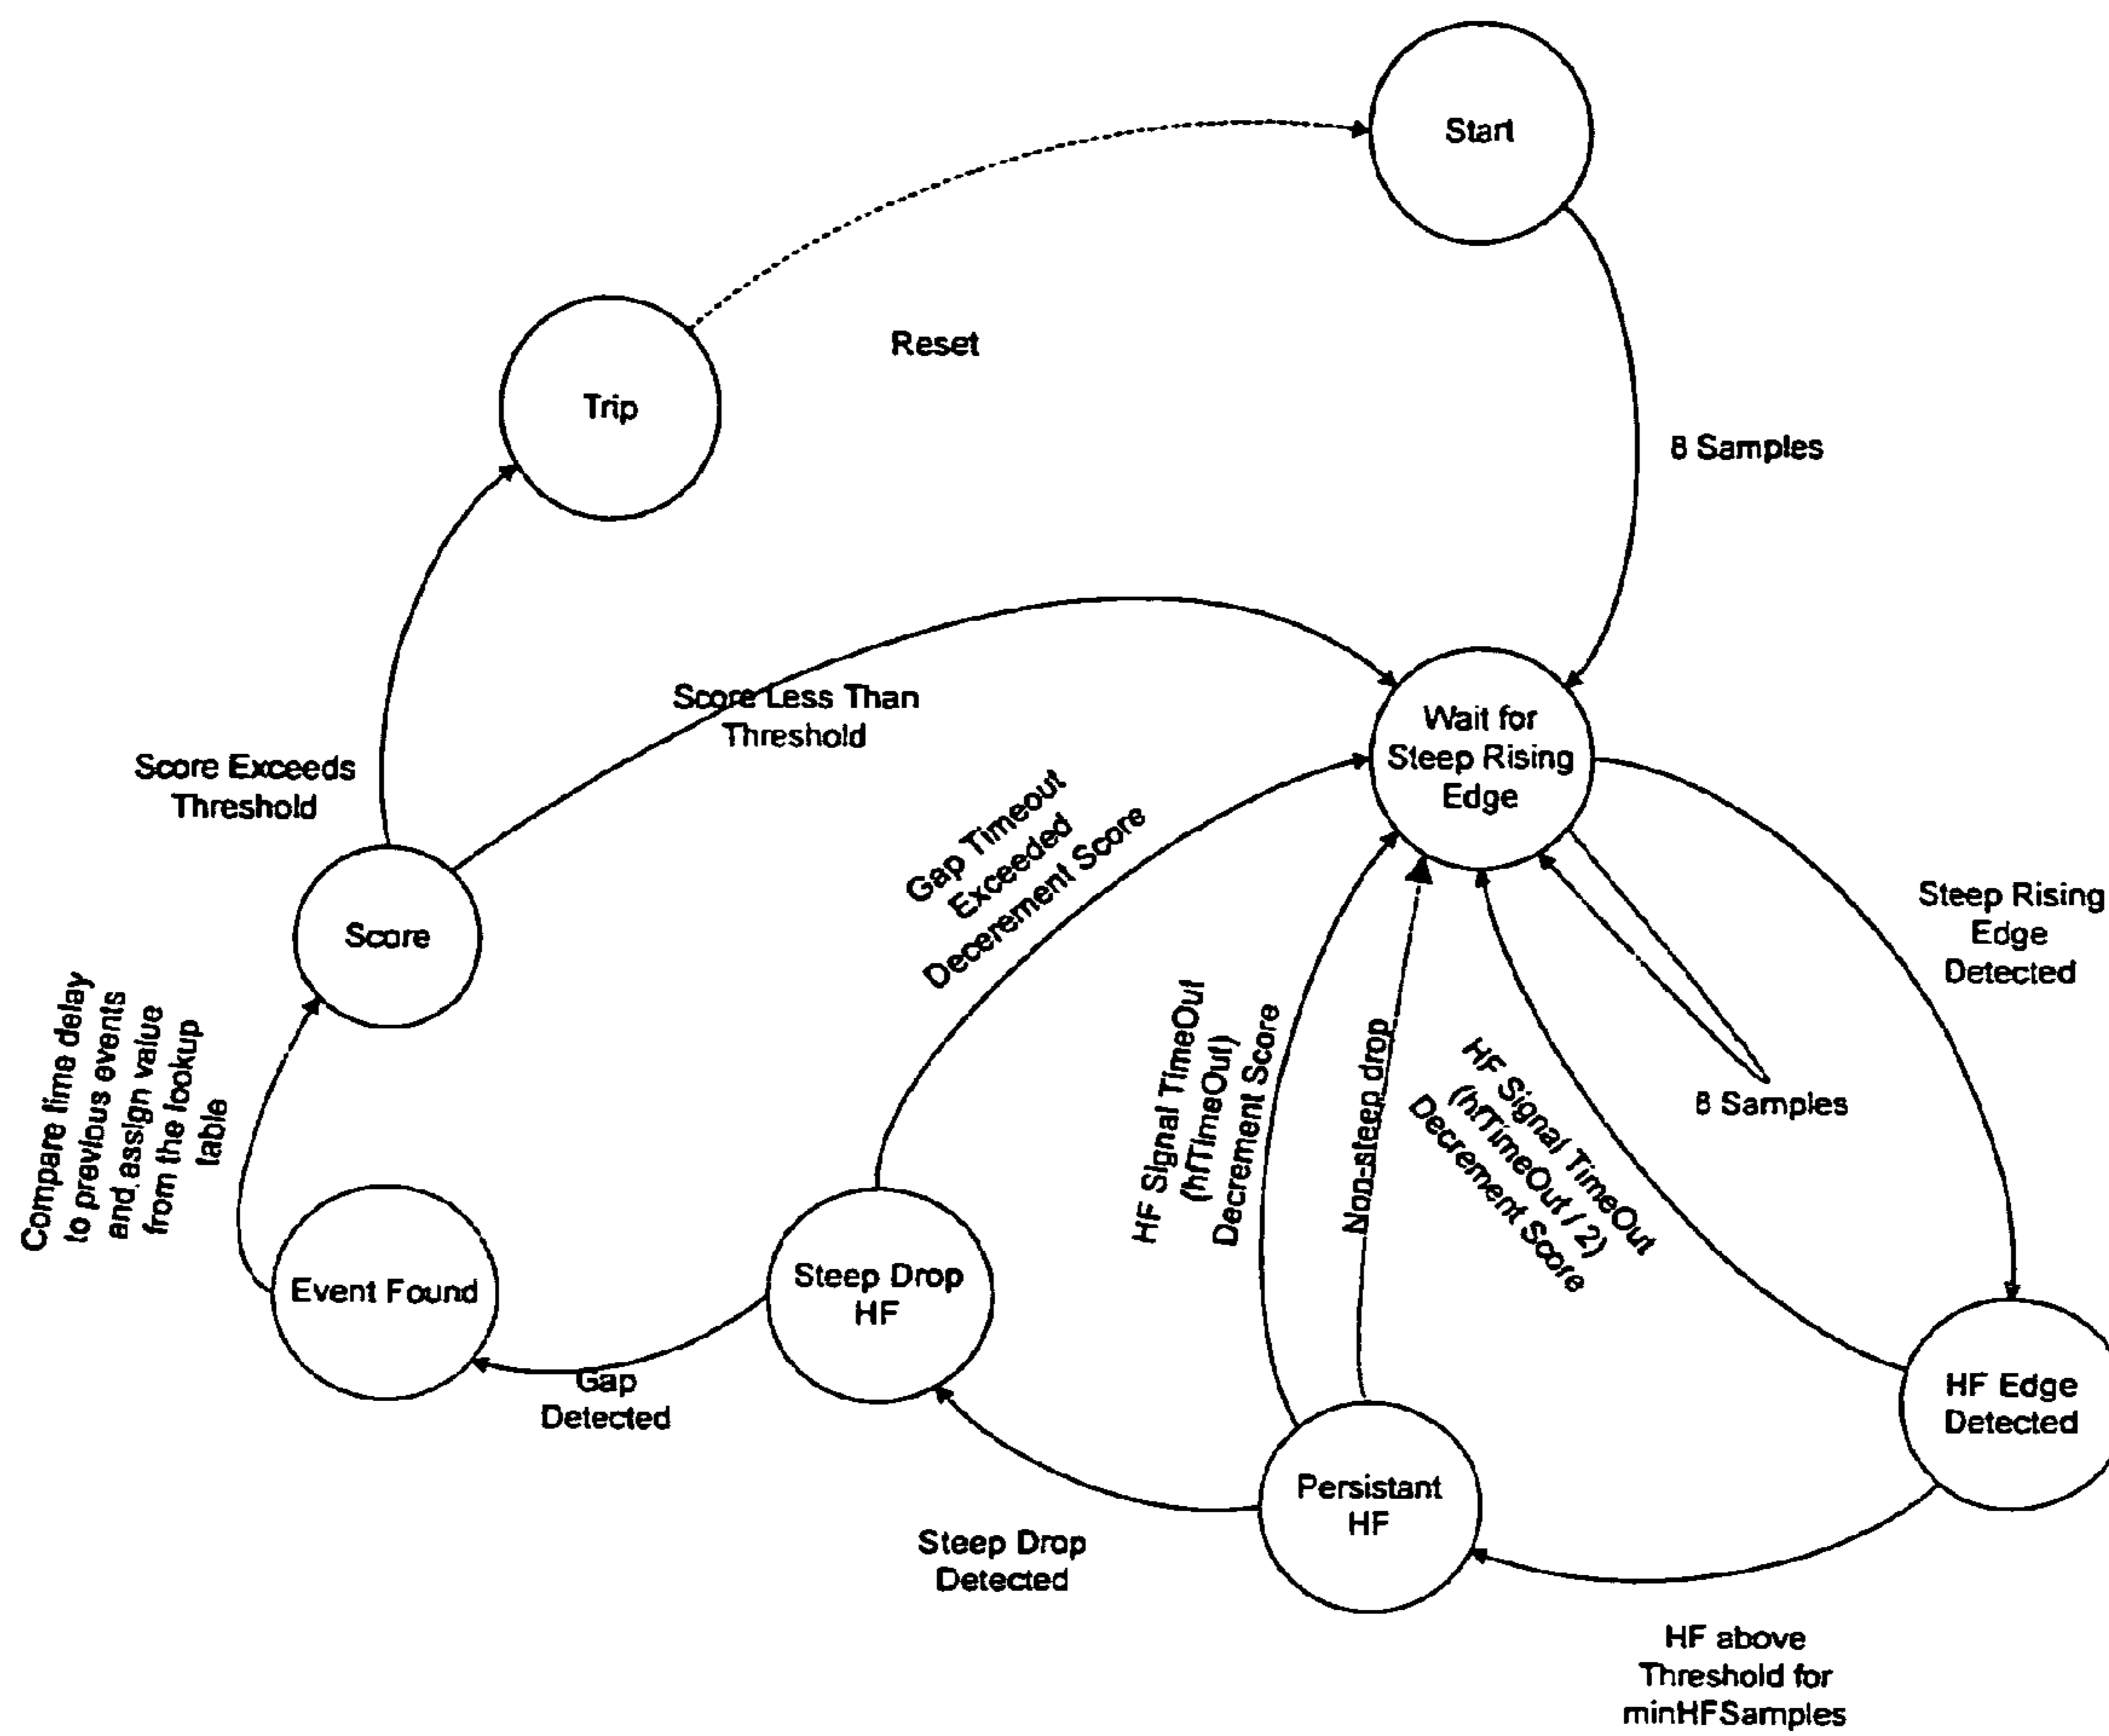 Start
Reset
Trip
8 Samples
Score Less Than
Threshold
Wait for
Steep Rising
Edge
Score Exceeds
Threshold
Gap Timeout
Exceeded
Decerement Score
Steep Rising
Edge
Detected
Score
Compare time delay
to previous events
and assign value
from the lookup
table
HF Signal TimeOut
(hfTimeOut)
Decrement Score
Non-steep drop
HF Signal TimeOut
(hfTimeOut / 2)
Decrement Score
8 Samples
Event Found
Steep Drop
HF
Gap
Detected
HF Edge
Detected
Persistant
HF
Steep Drop
Detected
HF above
Threshold for
minHFSamples